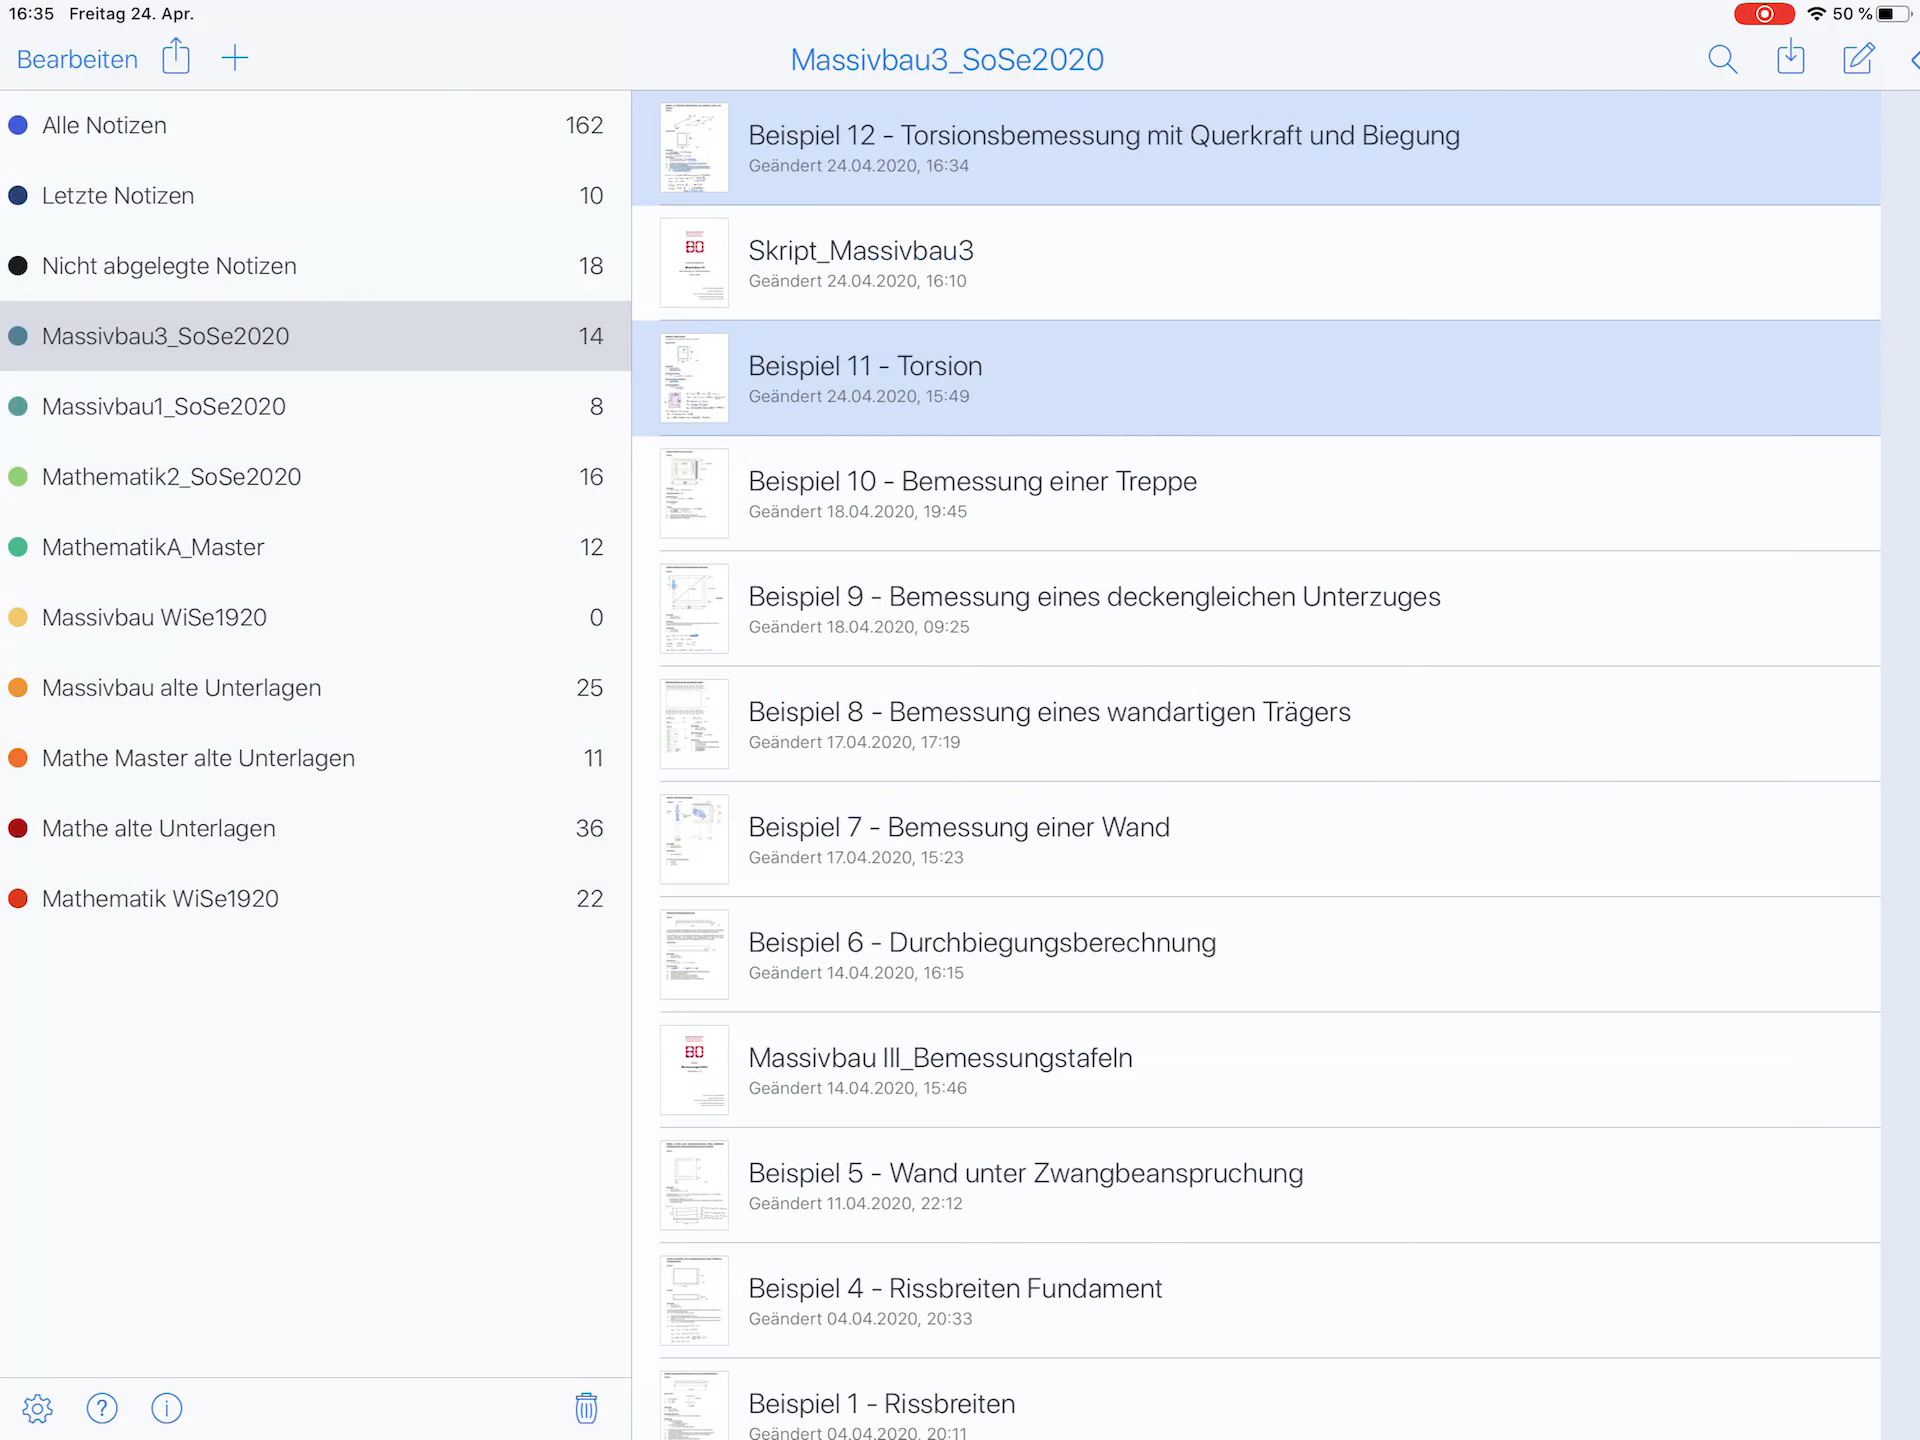 16:35 Freitag 24. Apr.
50 %
Bearbeiten
Massivbau3_SoSe2020
Alle Notizen 162
Letzte Notizen 10
Nicht abgelegte Notizen 18
Massivbau3_SoSe2020 14
Massivbau1_SoSe2020 8
Mathematik2_SoSe2020 16
MathematikA_Master 12
Massivbau WiSe1920 0
Massivbau alte Unterlagen 25
Mathe Master alte Unterlagen 11
Mathe alte Unterlagen 36
Mathematik WiSe1920 22
Beispiel 12 - Torsionsbemessung mit Querkraft und Biegung
Geändert 24.04.2020, 16:34
Skript_Massivbau3
Geändert 24.04.2020, 16:10
Beispiel 11 - Torsion
Geändert 24.04.2020, 15:49
Beispiel 10 - Bemessung einer Treppe
Geändert 18.04.2020, 19:45
Beispiel 9 - Bemessung eines deckengleichen Unterzuges
Geändert 18.04.2020, 09:25
Beispiel 8 - Bemessung eines wandartigen Trägers
Geändert 17.04.2020, 17:19
Beispiel 7 - Bemessung einer Wand
Geändert 17.04.2020, 15:23
Beispiel 6 - Durchbiegungsberechnung
Geändert 14.04.2020, 16:15
Massivbau III_Bemessungstafeln
Geändert 14.04.2020, 15:46
Beispiel 5 - Wand unter Zwangbeanspruchung
Geändert 11.04.2020, 22:12
Beispiel 4 - Rissbreiten Fundament
Geändert 04.04.2020, 20:33
Beispiel 1 - Rissbreiten
Geändert 04.04.2020, 20:11